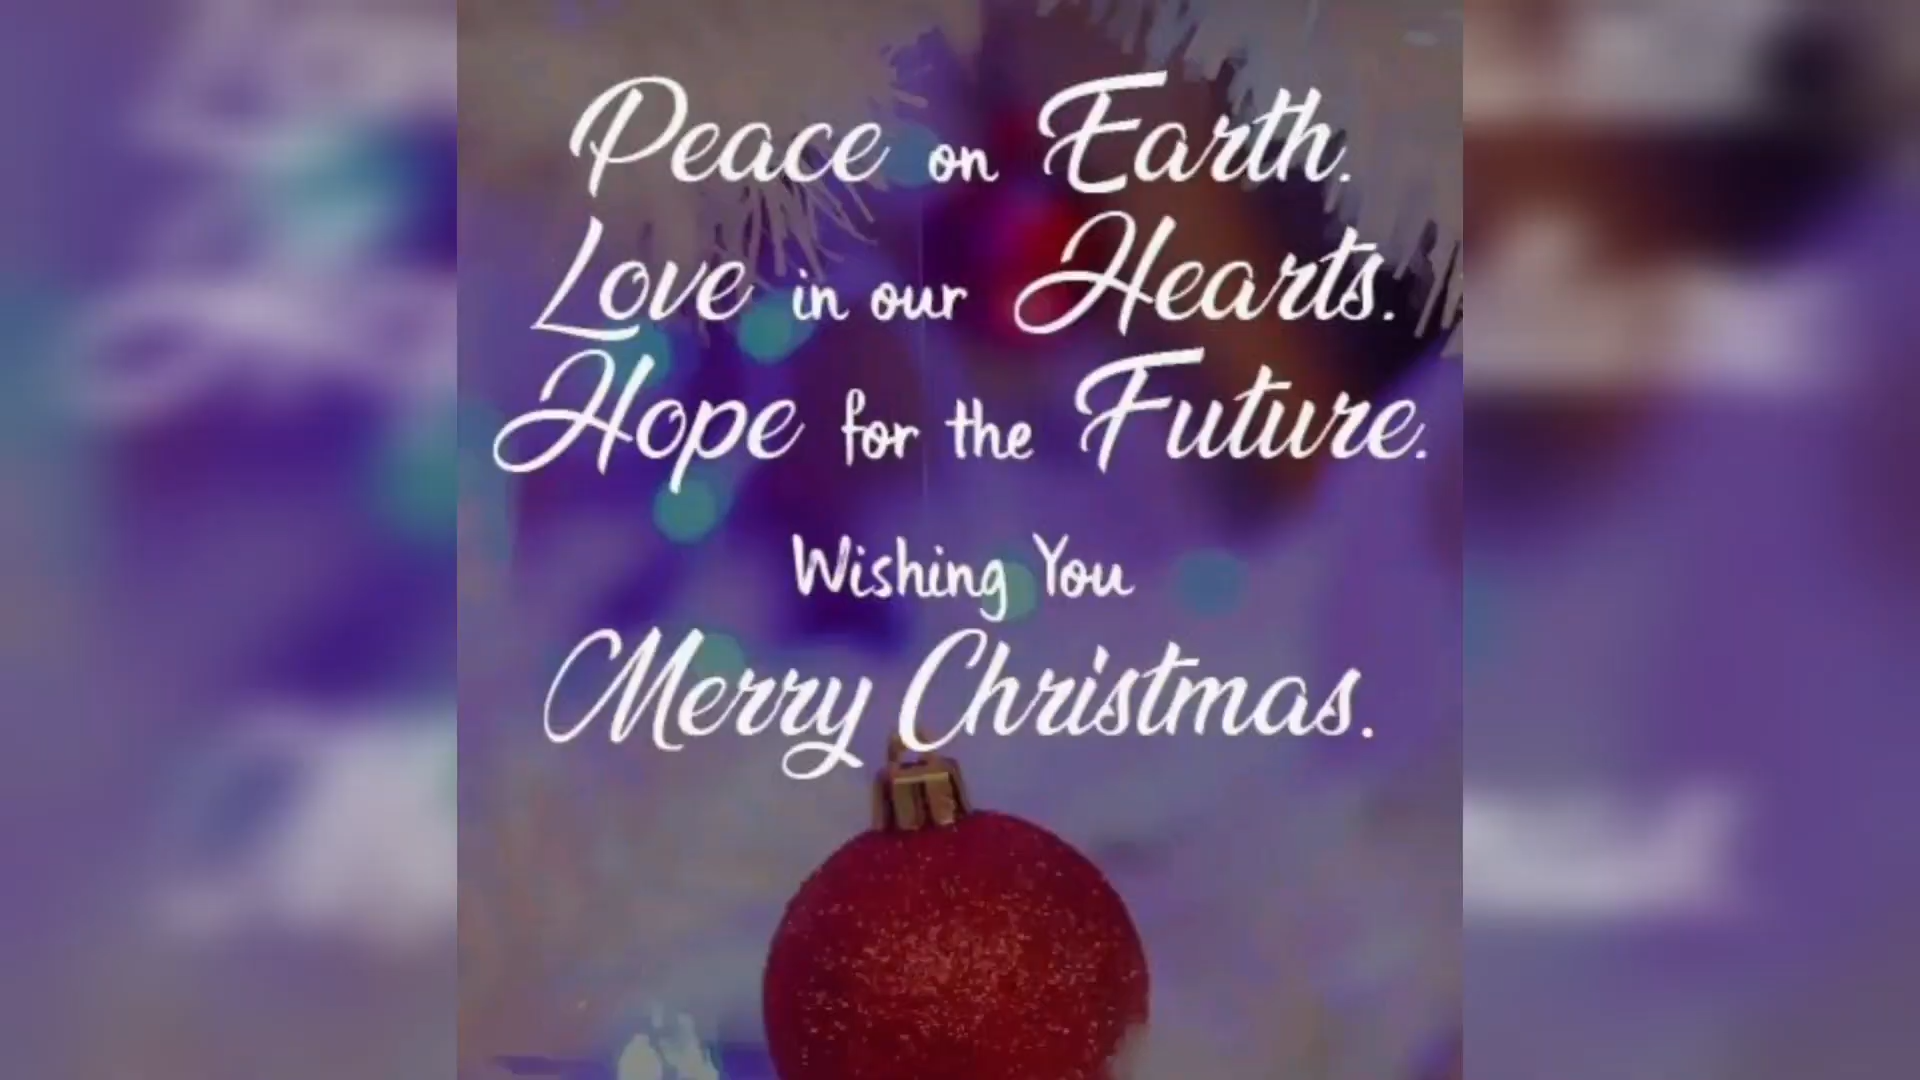 Peace on Earth.
Love in our Hearts.
Hope for the Future.
Wishing You
Merry Christmas.